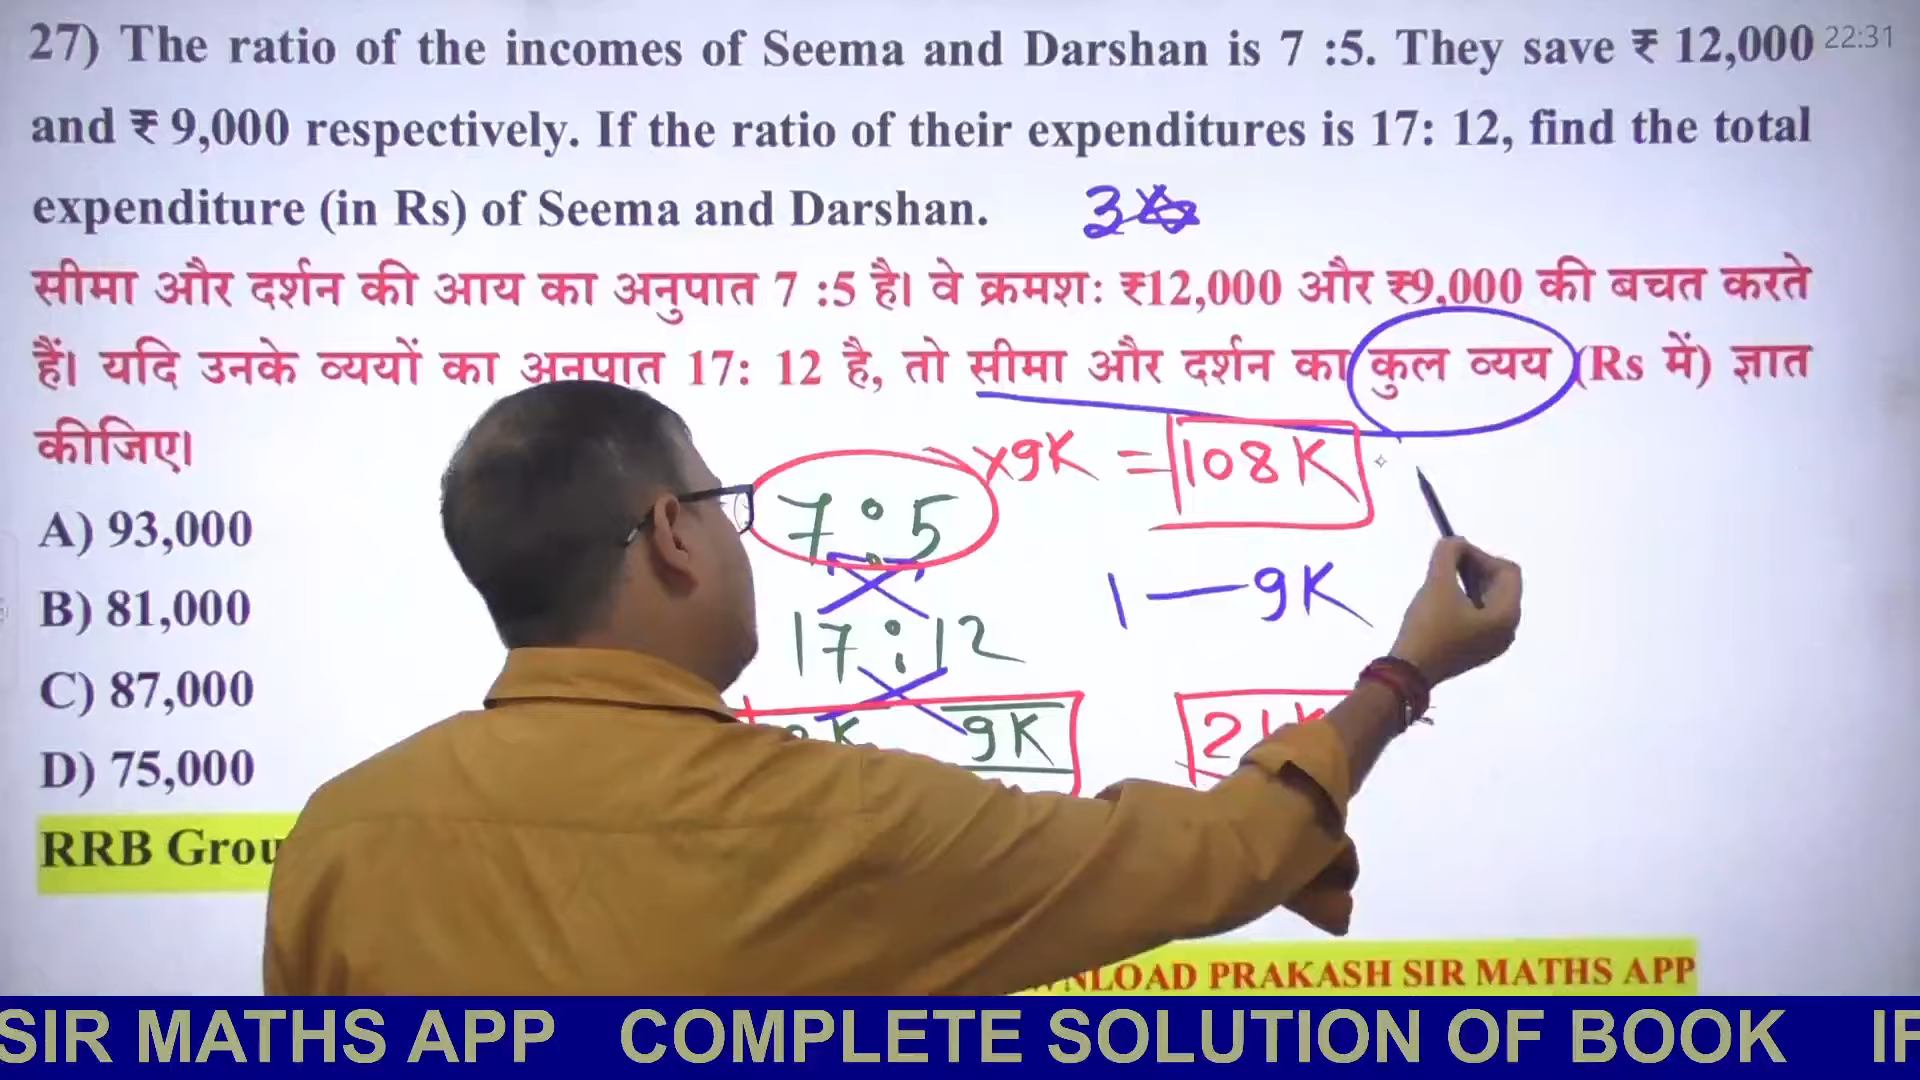 27) The ratio of the incomes of Seema and Darshan is 7 :5. They save ₹ 12,000
22:31
and ₹ 9,000 respectively. If the ratio of their expenditures is 17: 12, find the total
expenditure (in Rs) of Seema and Darshan.
सीमा और दर्शन की आय का अनुपात 7 :5 है। वे क्रमशः ₹12,000 और ₹9,000 की बचत करते
हैं। यदि उनके व्ययों का अनुपात 17: 12 है, तो सीमा और दर्शन का कुल व्यय (Rs में) ज्ञात
कीजिए।
×9K = 108K
7:5
A) 93,000
1—9K
B) 81,000
17:12
C) 87,000
9K
D) 75,000
RRB
SIR MATHS APP
PRAKASH SIR MATHS APP
COMPLETE SOLUTION OF BOOK